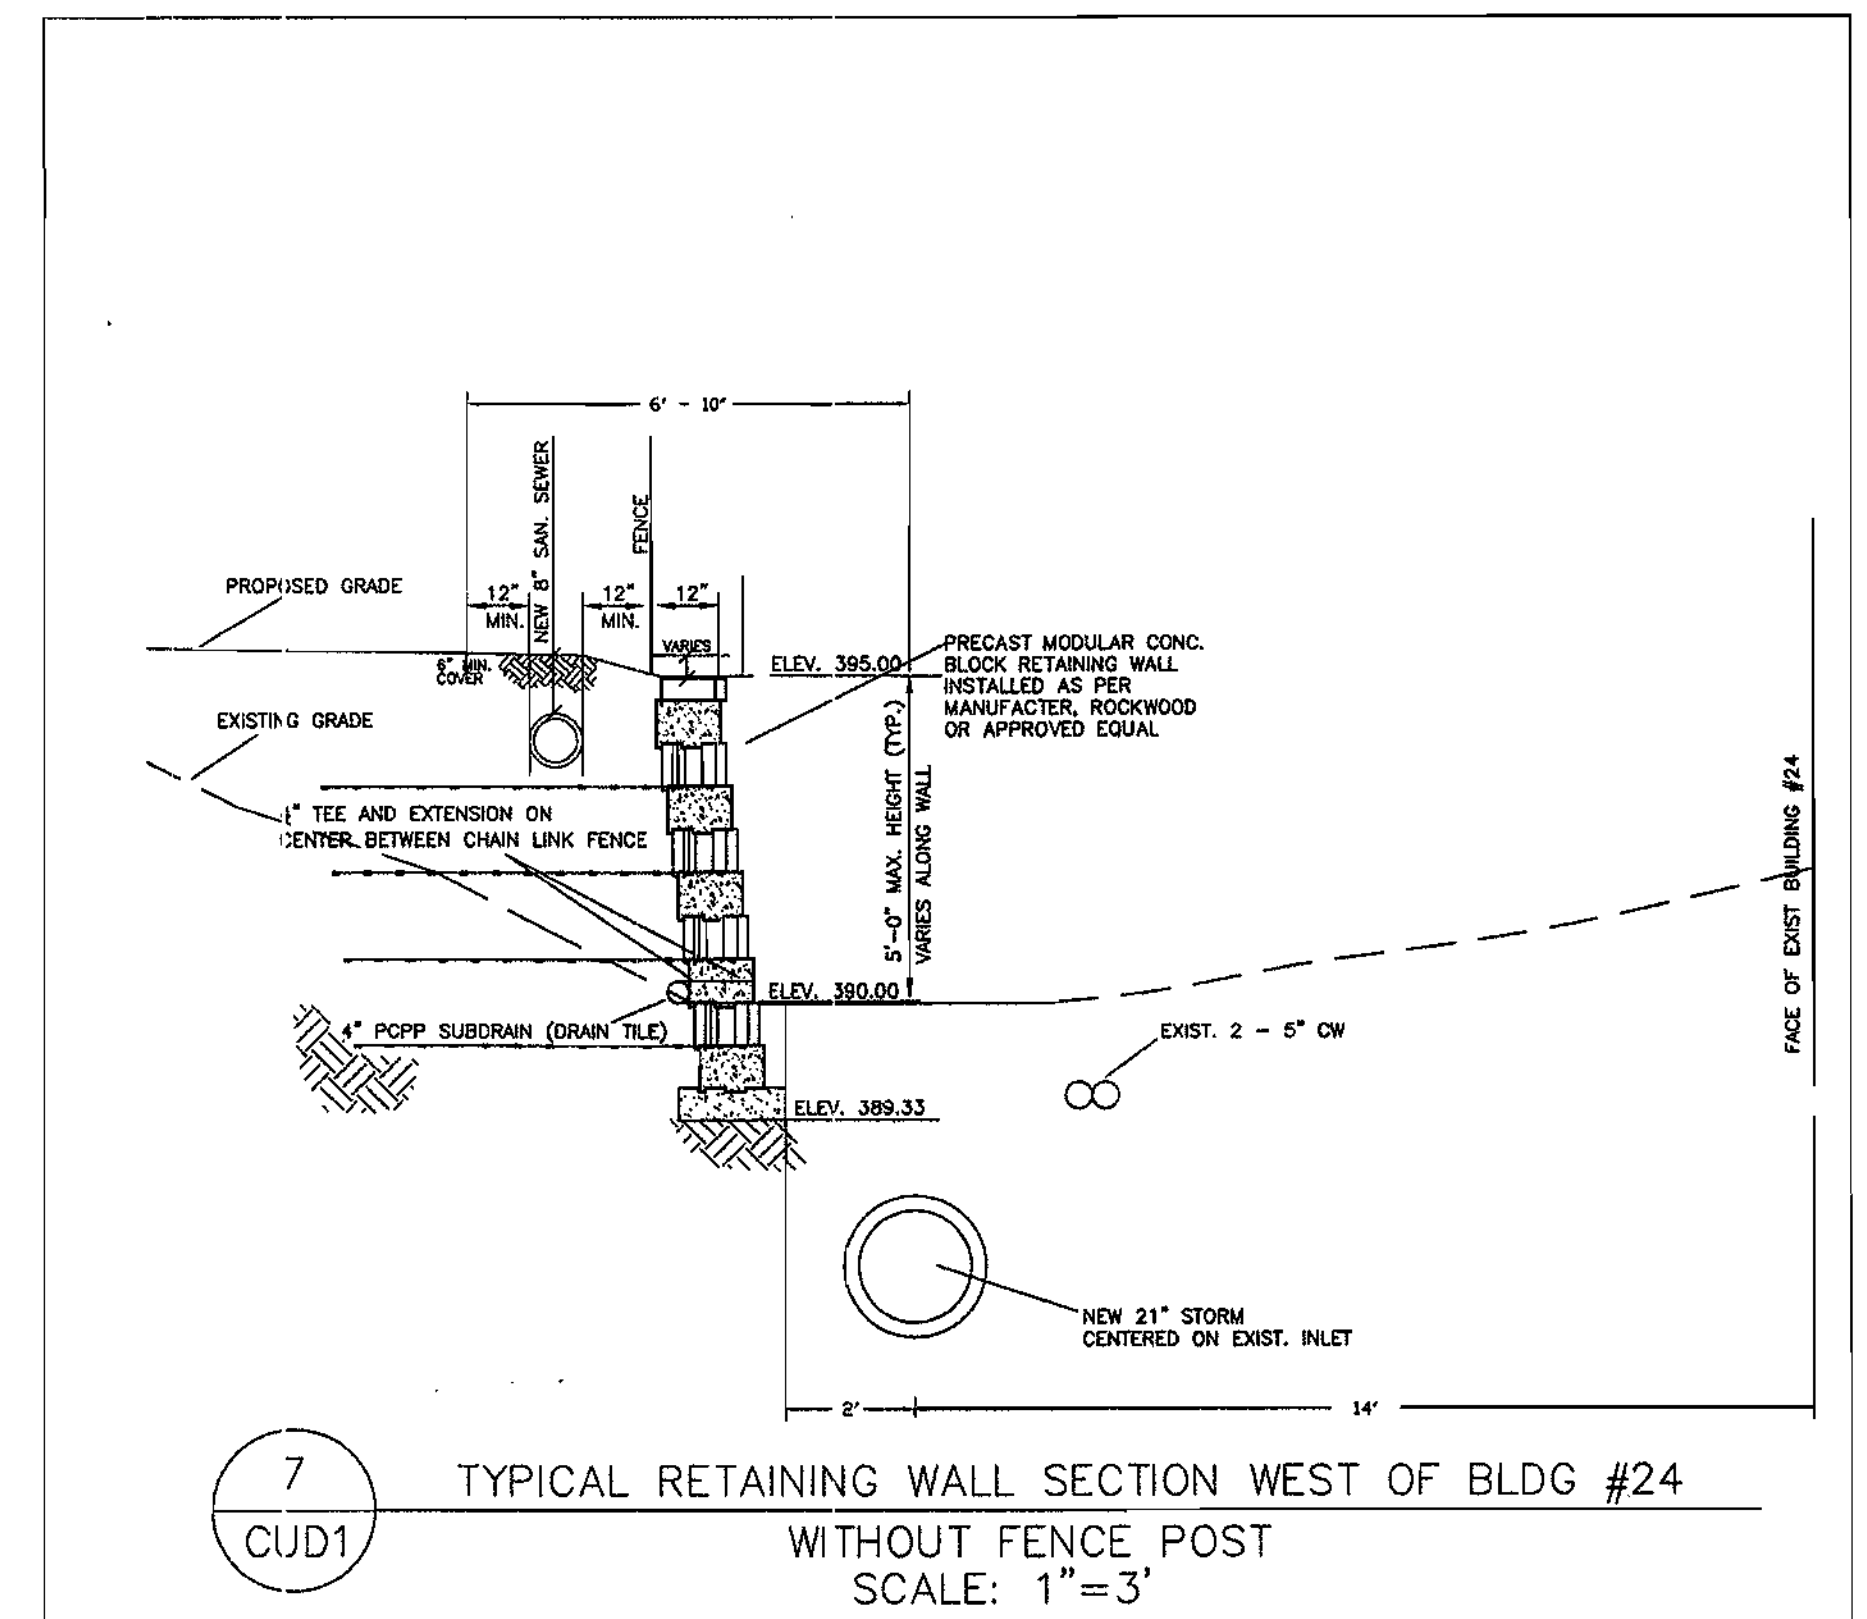 6' - 10"
NEW 8" SAN. SEWER
FENCE
PROPOSED GRADE
12"
MIN.
12"
MIN.
12"
VARIES
6" MIN.
COVER
ELEV. 395.00
PRECAST MODULAR CONC.
BLOCK RETAINING WALL
INSTALLED AS PER
MANUFACTER, ROCKWOOD
OR APPROVED EQUAL
EXISTING GRADE
5'-0" MAX. HEIGHT (TYP.)
VARIES ALONG WALL
FACE OF EXIST BUILDING #24
TEE AND EXTENSION ON
CENTER BETWEEN CHAIN LINK FENCE
ELEV. 390.00
4" PCPP SUBDRAIN (DRAIN TILE)
EXIST. 2 - 5" CW
ELEV. 389.33
NEW 21" STORM
CENTERED ON EXIST. INLET
2'
14'
7
CUD1
TYPICAL RETAINING WALL SECTION WEST OF BLDG #24
WITHOUT FENCE POST
SCALE: 1"=3'